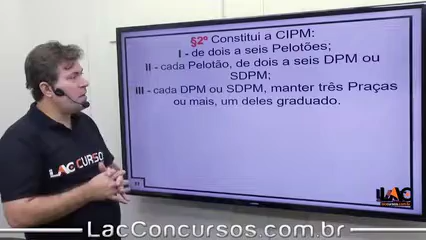 §2º Constitui a CIPM:
I - de dois a seis Pelotões;
II - cada Pelotão, de dois a seis DPM ou
SDPM;
III - cada DPM ou SDPM, manter três Praças
ou mais, um deles graduado.
LAC CONCURSOS
LAC
LacConcursos.com.br